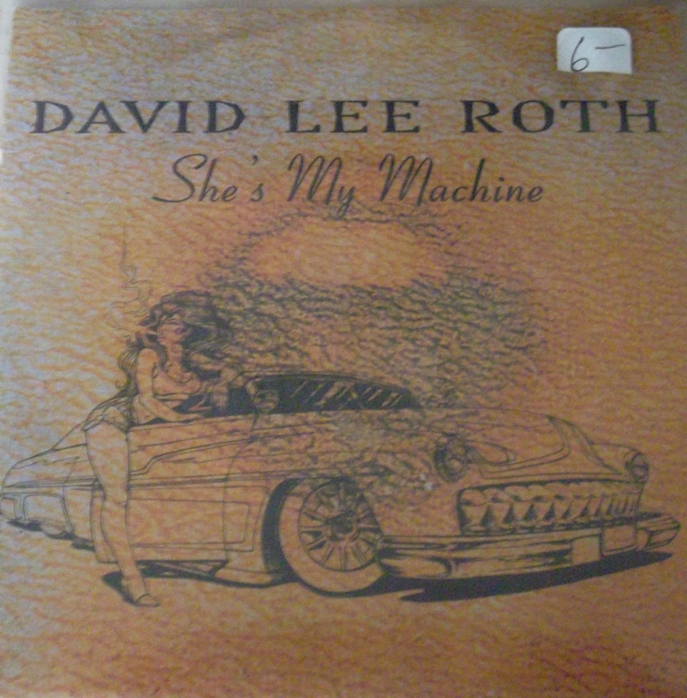 6-
DAVID LEE ROTH
She's My Machine